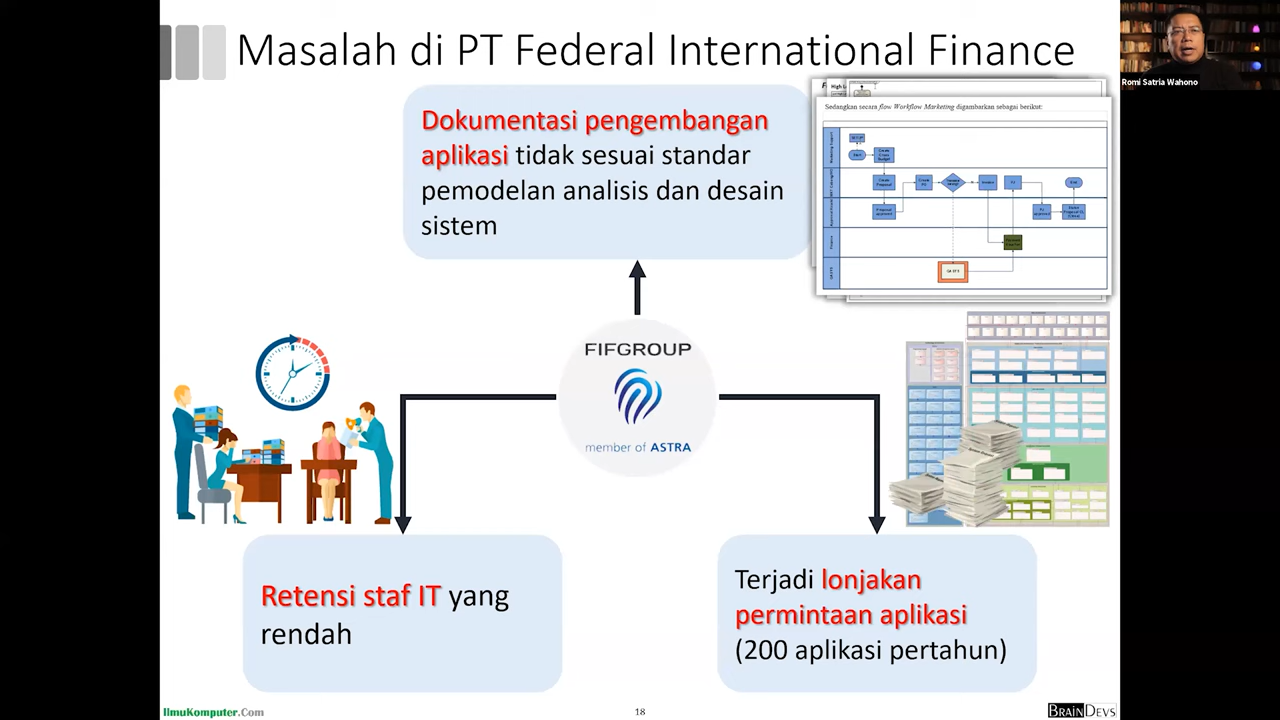 Masalah di PT Federal International Finance
Romi Satria Wahono
Dokumentasi pengembangan
aplikasi tidak sesuai standar
pemodelan analisis dan desain
sistem
Sedangkan secara flow Workflow Marketing digambarkan sebagai berikut:
Start
End
FIFGROUP
member of ASTRA
Retensi staf IT yang
rendah
Terjadi lonjakan
permintaan aplikasi
(200 aplikasi pertahun)
IlmuKomputer.Com
18
BRAINDEVS